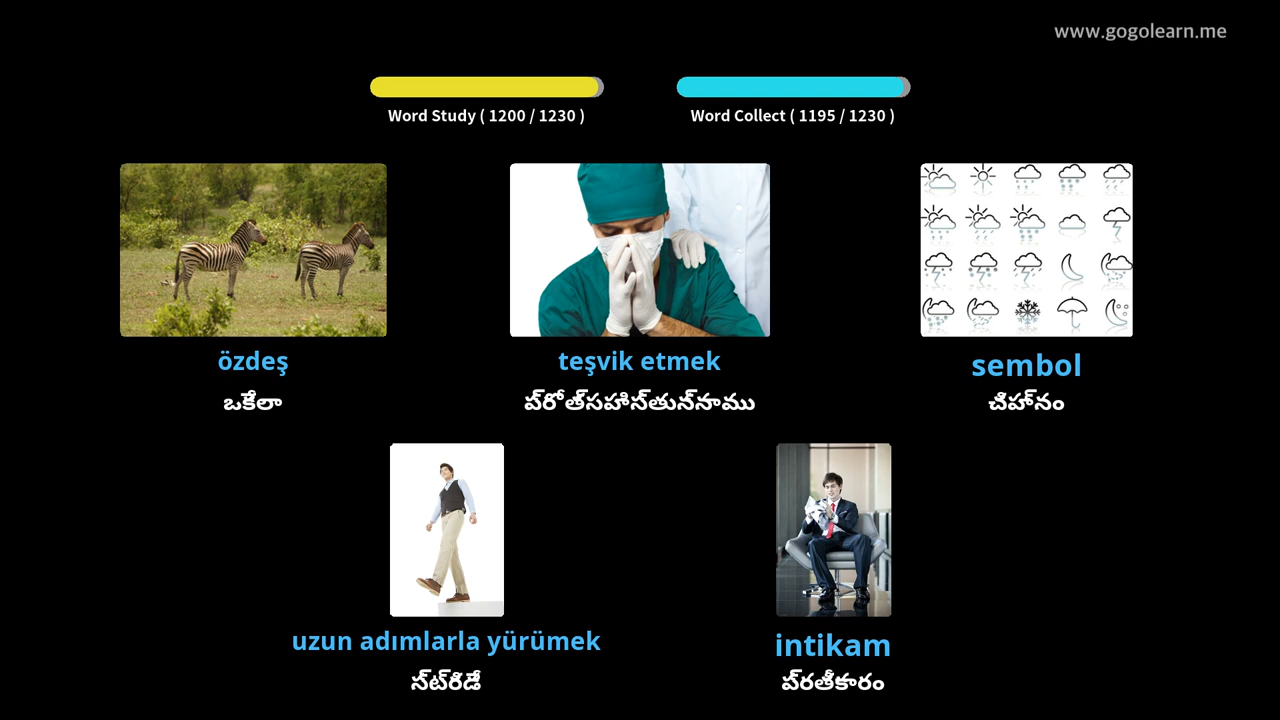 www.gogolearn.me
Word Study ( 1200 / 1230 )
Word Collect ( 1195 / 1230 )
özdeş
teşvik etmek
sembol
ఒకేలా
ప్రోత్సహిస్తున్నాము
చిహ్నం
uzun adımlarla yürümek
intikam
స్ట్రిడే
ప్రతీకారం